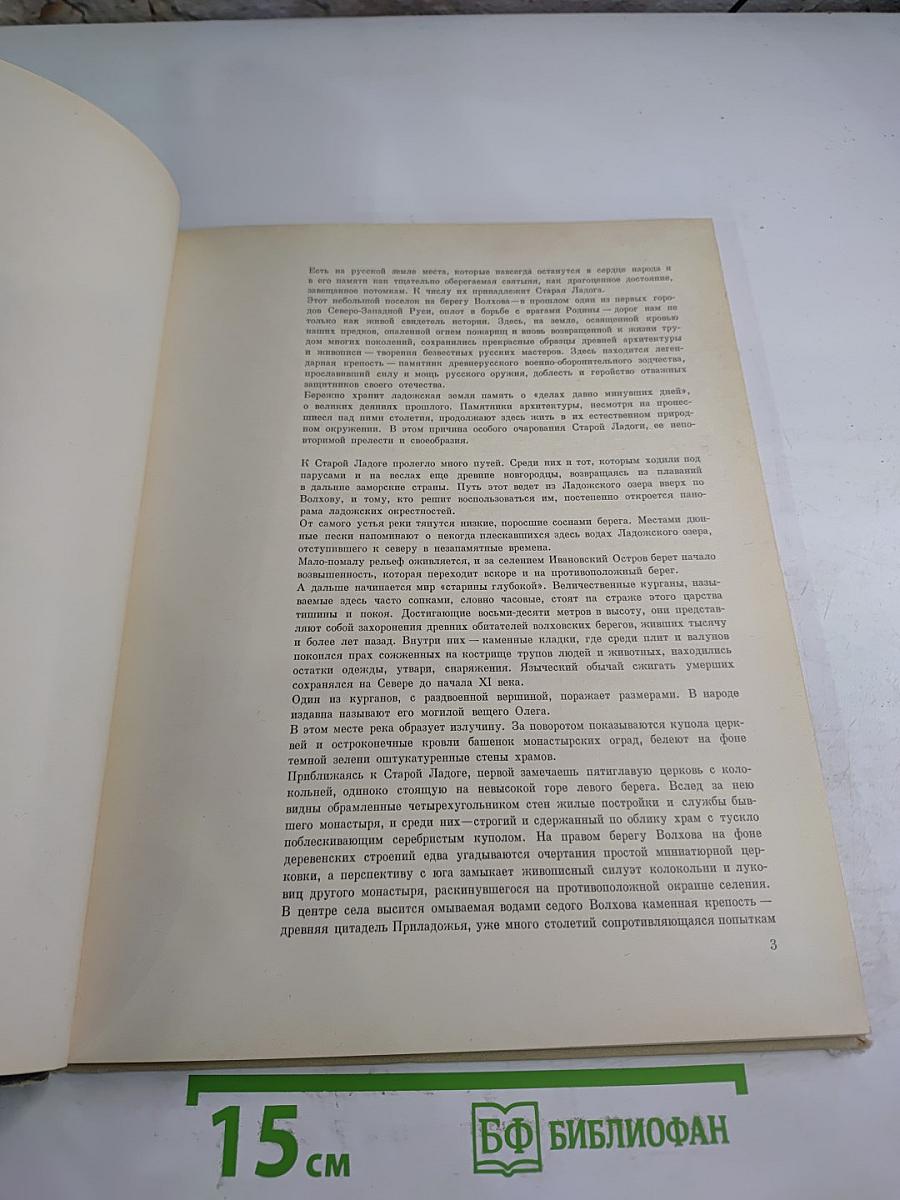 Есть на русской земле места, которые навсегда останутся в сердце народа и
в его памяти как тщательно оберегаемая святыня, как драгоценное достояние,
завещанное потомкам. К числу их принадлежит Старая Ладога.
Этот небольшой поселок на берегу Волхова — в прошлом один из первых горо-
дов Северо-Западной Руси, оплот в борьбе с врагами Родины — дорог нам не
только как живой свидетель истории. Здесь, на земле, освященной кровью
наших предков, опаленной огнем пожарищ и вновь возвращенной к жизни тру-
дом многих поколений, сохранились прекрасные образцы древней архитектуры
и живописи — творения безвестных русских мастеров. Здесь находится леген-
дарная крепость — памятник древнерусского военно-оборонительного зодчества,
прославивший силу и мощь русского оружия, доблесть и геройство отважных
защитников своего отечества.
Бережно хранит ладожская земля память о «делах давно минувших дней»,
о великих деяниях прошлого. Памятники архитектуры, несмотря на пронес-
шиеся над ними столетия, продолжают здесь жить в их естественном природ-
ном окружении. В этом причина особого очарования Старой Ладоги, ее непо-
вторимой прелести и своеобразия.
К Старой Ладоге пролегло много путей. Среди них и тот, которым ходили под
парусами и на веслах еще древние новгородцы, возвращаясь из плаваний
в дальние заморские страны. Путь этот ведет из Ладожского озера вверх по
Волхову, и тому, кто решит воспользоваться им, постепенно откроется пано-
рама ладожских окрестностей.
От самого устья реки тянутся низкие, поросшие соснами берега. Местами дюн-
ные пески напоминают о некогда плескавшихся здесь водах Ладожского озера,
отступившего к северу в незапамятные времена.
Мало-помалу рельеф оживляется, и за селением Ивановский Остров берет начало
возвышенность, которая переходит вскоре и на противоположный берег.
А дальше начинается мир «старины глубокой». Величественные курганы, назы-
ваемые здесь часто сопками, словно часовые, стоят на страже этого царства
тишины и покоя. Достигающие восьми-десяти метров в высоту, они представ-
ляют собой захоронения древних обитателей волховских берегов, живших тысячу
и более лет назад. Внутри них — каменные кладки, где среди плит и валунов
покоился прах сожженных на кострище трупов людей и животных, находились
остатки одежды, утвари, снаряжения. Языческий обычай сжигать умерших
сохранялся на Севере до начала XI века.
Один из курганов, с раздвоенной вершиной, поражает размерами. В народе
издавна называют его могилой вещего Олега.
В этом месте река образует излучину. За поворотом показываются купола церк-
вей и остроконечные кровли башенок монастырских оград, белеют на фоне
темной зелени оштукатуренные стены храмов.
Приближаясь к Старой Ладоге, первой замечаешь пятиглавую церковь с коло-
кольней, одиноко стоящую на невысокой горе левого берега. Вслед за нею
видны обрамленные четырехугольником стен жилые постройки и службы быв-
шего монастыря, и среди них—строгий и сдержанный по облику храм с тускло
поблескивающим серебристым куполом. На правом берегу Волхова на фоне
деревенских строений едва угадываются очертания простой миниатюрной цер-
ковки, а перспективу с юга замыкает живописный силуэт колокольни и луко-
виц другого монастыря, раскинувшегося на противоположной окраине селения.
В центре села высится омываемая водами седого Волхова каменная крепость —
древняя цитадель Приладожья, уже много столетий сопротивляющаяся попыткам
3
15 см
БФ БИБЛИОФАН